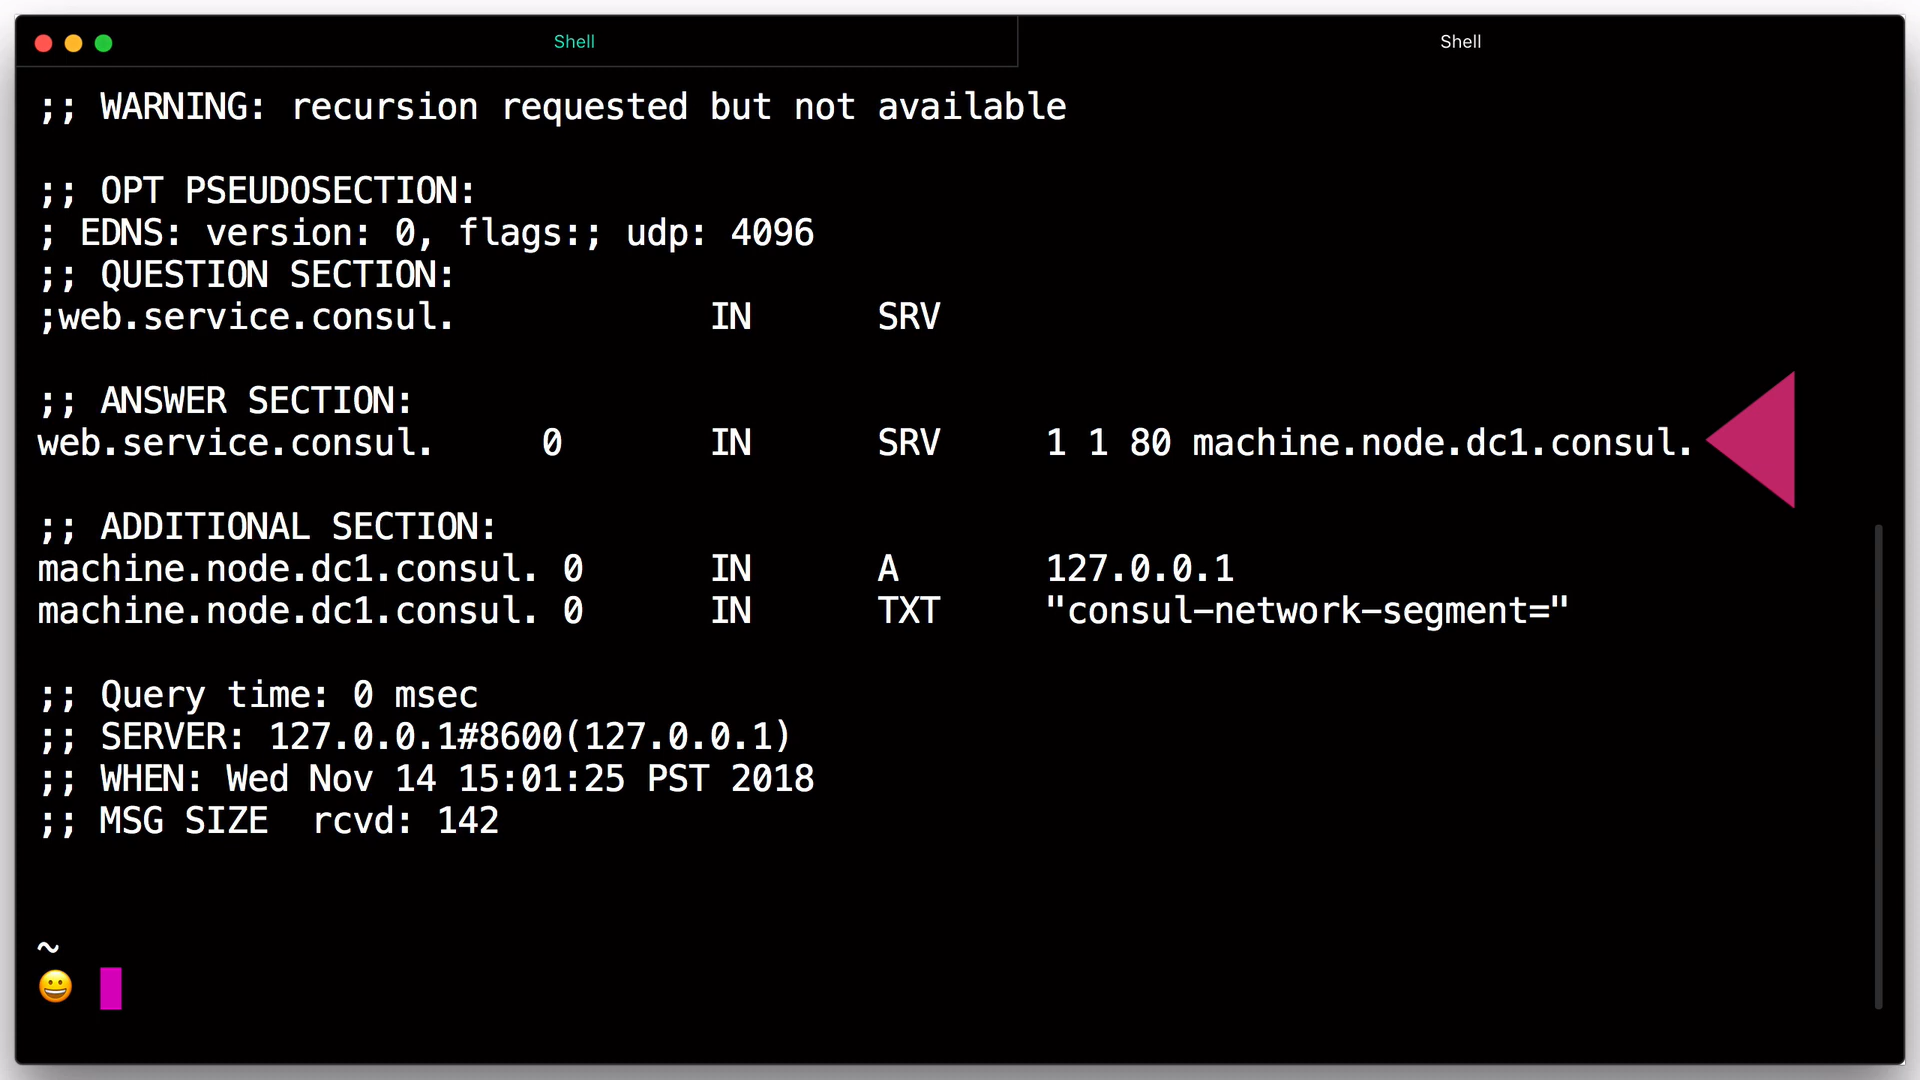 Shell
Shell
;; WARNING: recursion requested but not available
;; OPT PSEUDOSECTION:
; EDNS: version: 0, flags:; udp: 4096
;; QUESTION SECTION:
;web.service.consul. IN SRV
;; ANSWER SECTION:
web.service.consul. 0 IN SRV 1 1 80 machine.node.dc1.consul.
;; ADDITIONAL SECTION:
machine.node.dc1.consul. 0 IN A 127.0.0.1
machine.node.dc1.consul. 0 IN TXT "consul-network-segment="
;; Query time: 0 msec
;; SERVER: 127.0.0.1#8600(127.0.0.1)
;; WHEN: Wed Nov 14 15:01:25 PST 2018
;; MSG SIZE  rcvd: 142
~
😀